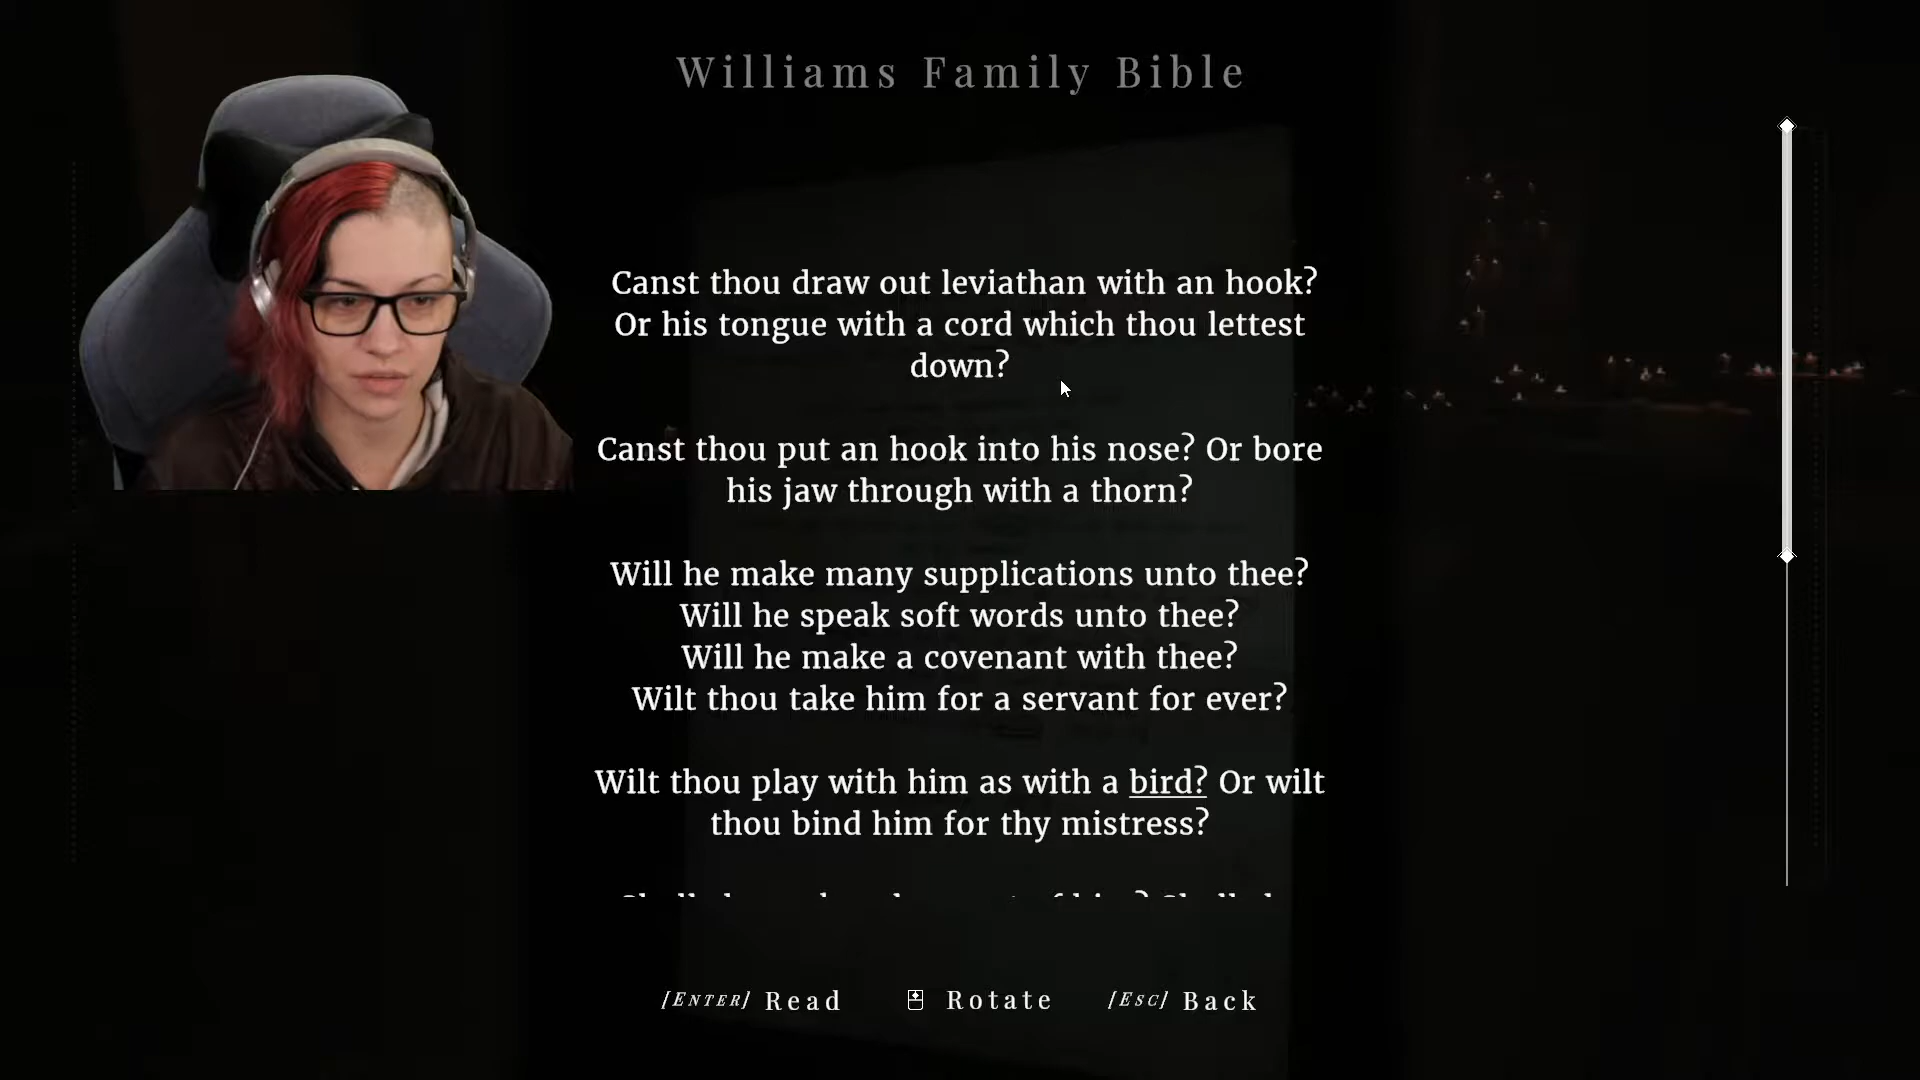 Williams Family Bible
Canst thou draw out leviathan with an hook?
Or his tongue with a cord which thou lettest
down?
Canst thou put an hook into his nose? Or bore
his jaw through with a thorn?
Will he make many supplications unto thee?
Will he speak soft words unto thee?
Will he make a covenant with thee?
Wilt thou take him for a servant for ever?
Wilt thou play with him as with a bird? Or wilt
thou bind him for thy mistress?
[ENTER] Read Rotate [ESC] Back